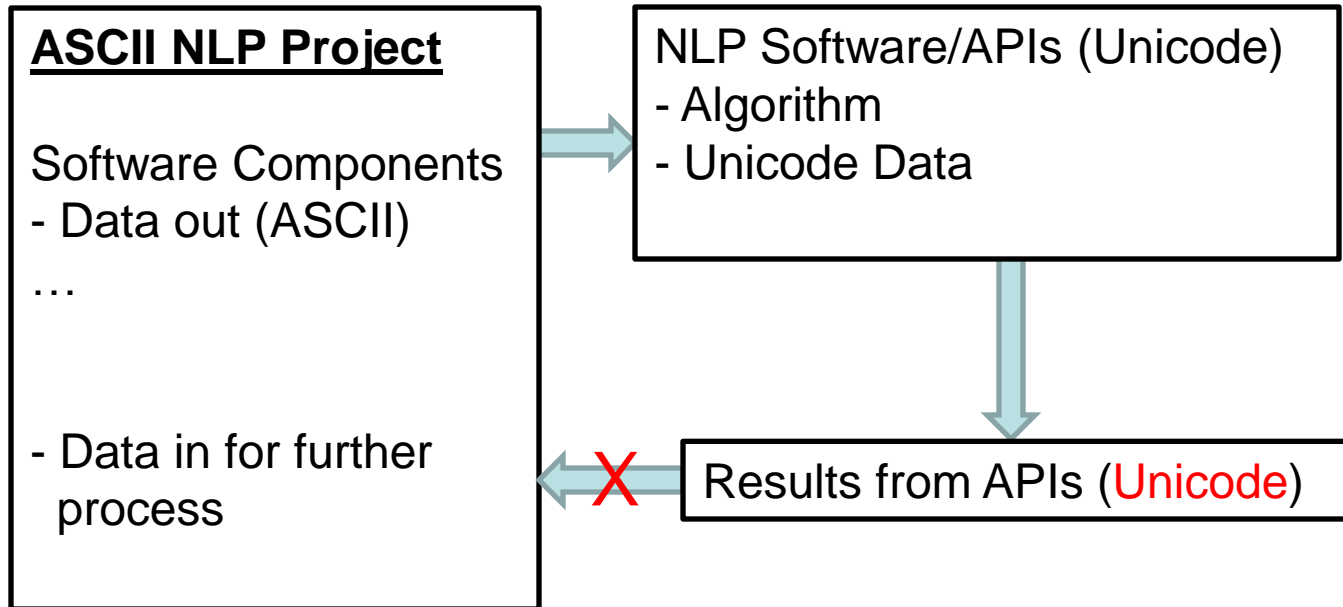 ASCII NLP Project
Software Components
- Data out (ASCII)
…
- Data in for further
process
NLP Software/APIs (Unicode)
- Algorithm
- Unicode Data
X
Results from APIs (Unicode)